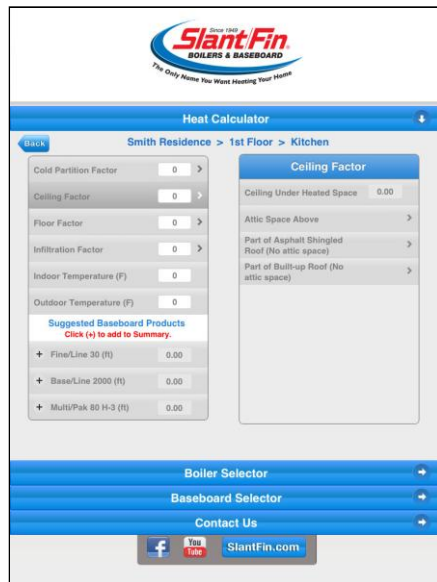 Since 1949
Slant/Fin®
BOILERS & BASEBOARD
The Only Name You Want Heating Your Home
Heat Calculator
Back
Smith Residence > 1st Floor > Kitchen
Cold Partition Factor 0 >
Ceiling Factor 0 >
Floor Factor 0 >
Infiltration Factor 0 >
Indoor Temperature (F) 0
Outdoor Temperature (F) 0
Suggested Baseboard Products
Click (+) to add to Summary.
+ Fine/Line 30 (ft) 0.00
+ Base/Line 2000 (ft) 0.00
+ Multi/Pak 80 H-3 (ft) 0.00
Ceiling Factor
Ceiling Under Heated Space 0.00
Attic Space Above >
Part of Asphalt Shingled
Roof (No attic space) >
Part of Built-up Roof (No
attic space) >
Boiler Selector
Baseboard Selector
Contact Us
f
You
Tube
SlantFin.com